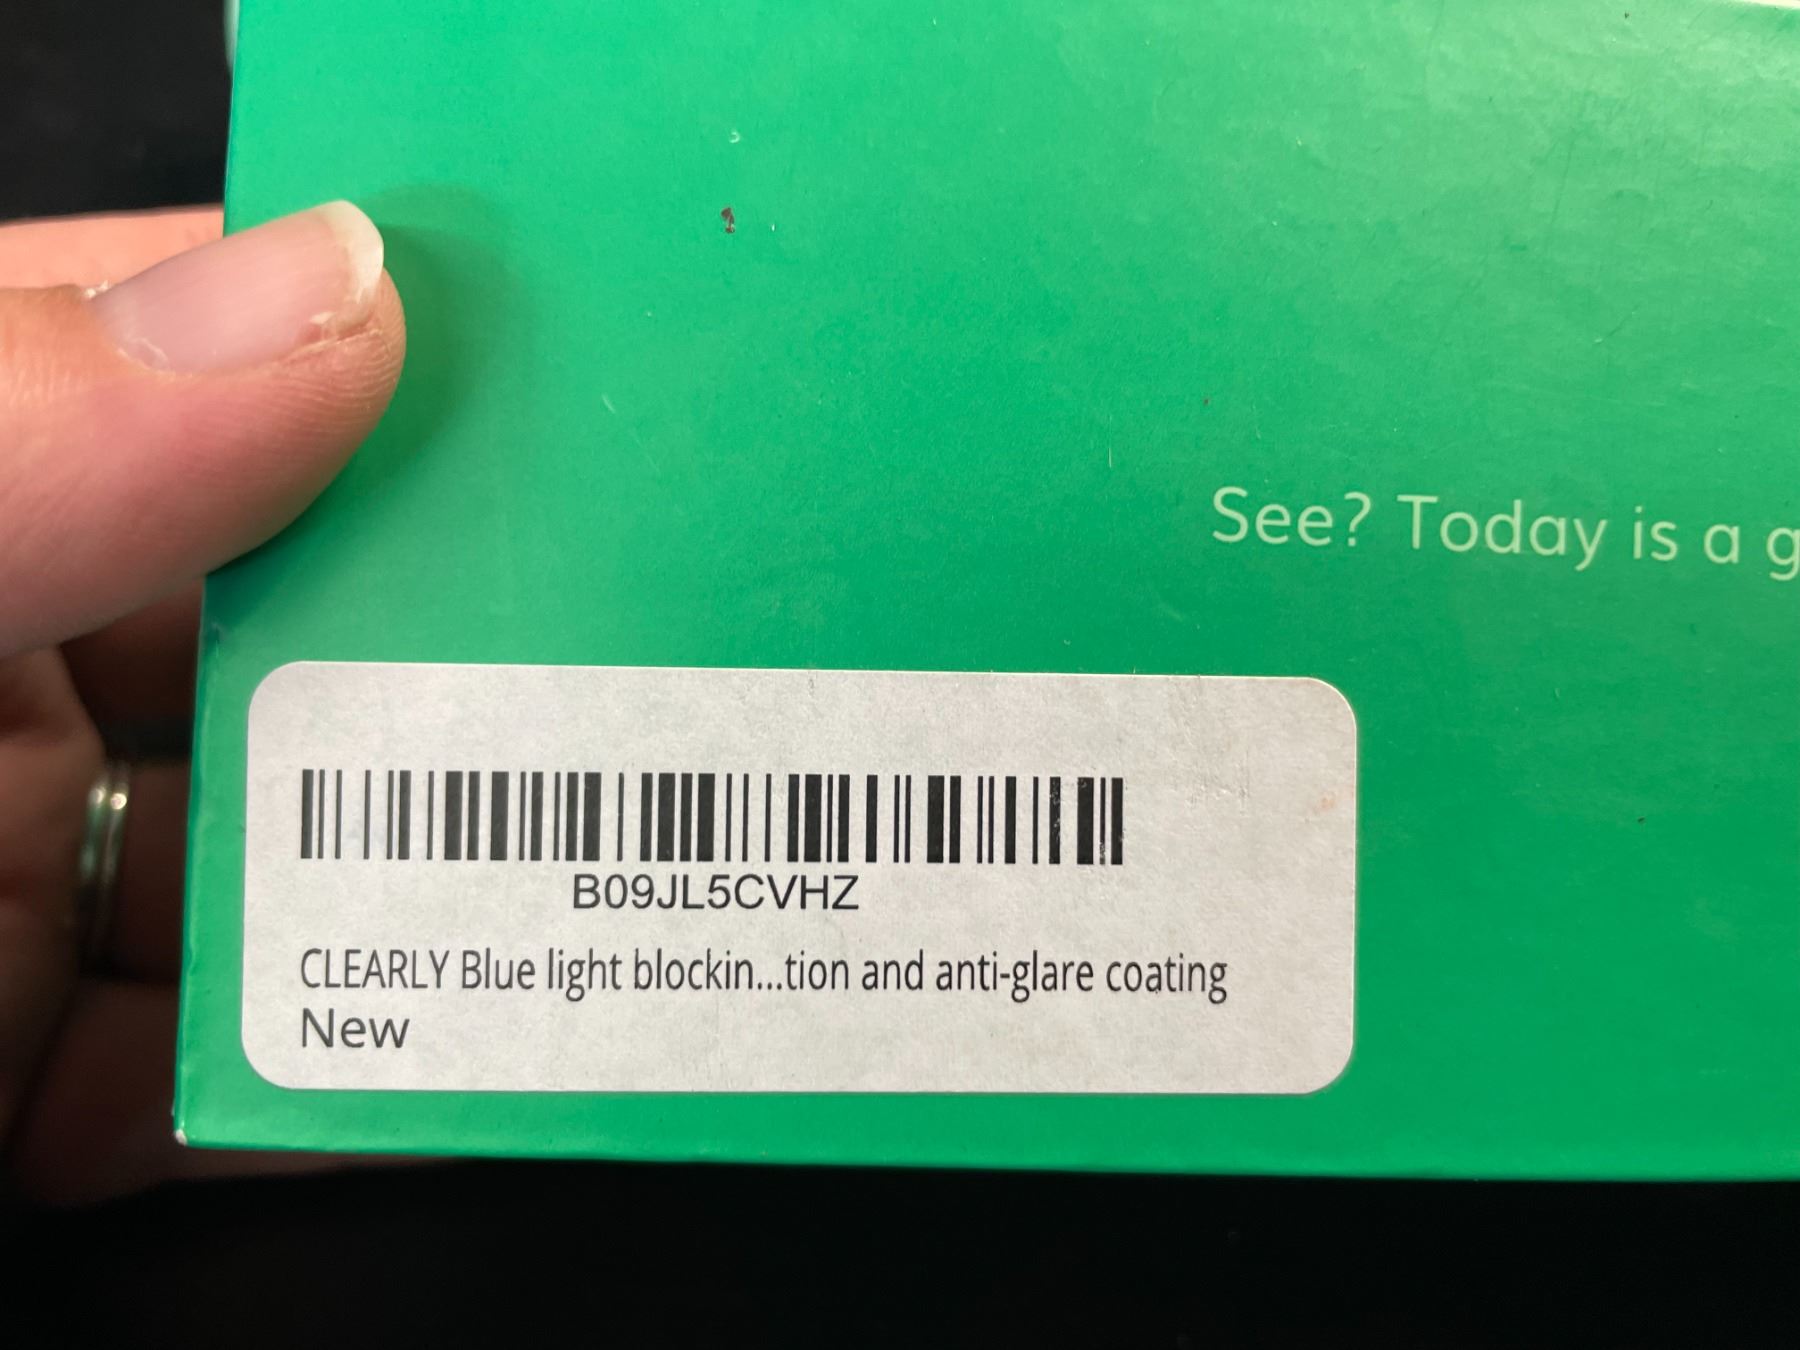 See? Today is a g
B09JL5CVHZ
CLEARLY Blue light blockin...tion and anti-glare coating
New